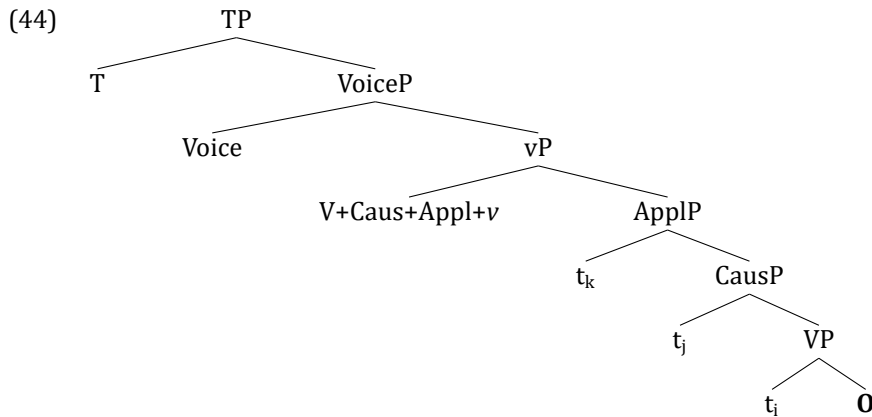 (44) TP
T VoiceP
Voice vP
V+Caus+Appl+v ApplP
tk CausP
tj VP
ti O